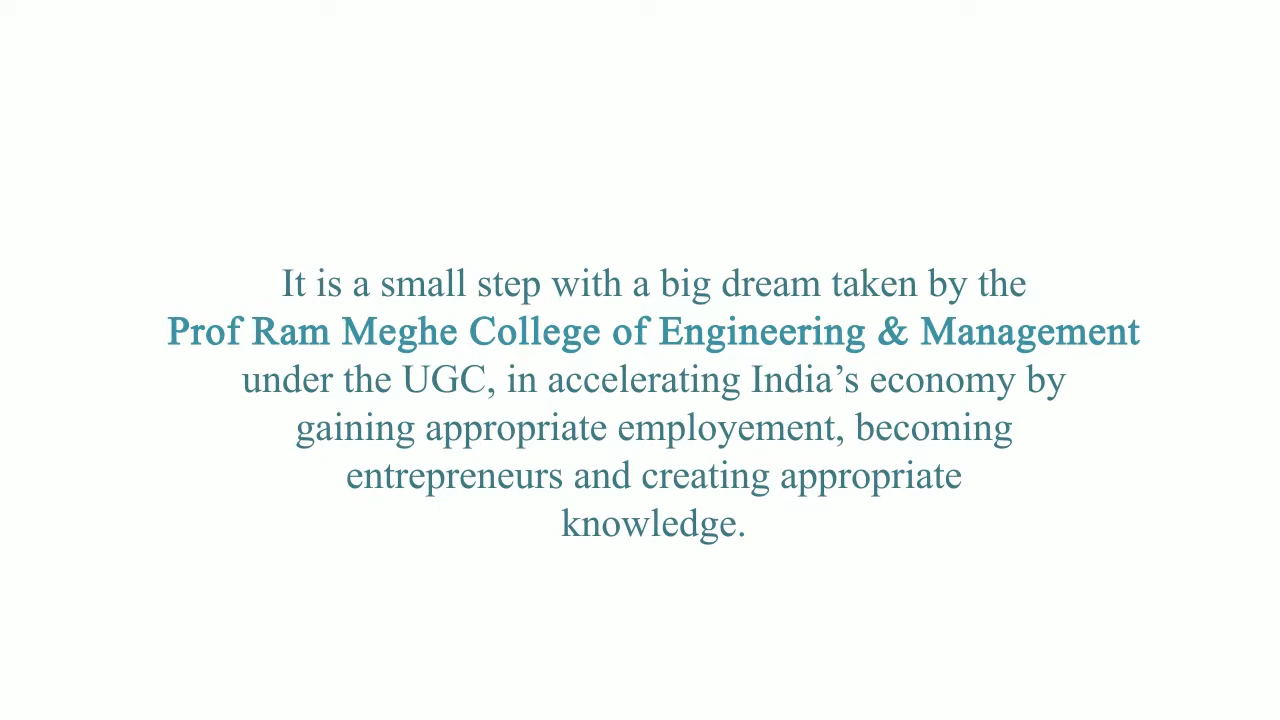 It is a small step with a big dream taken by the
Prof Ram Meghe College of Engineering & Management
under the UGC, in accelerating India’s economy by
gaining appropriate employement, becoming
entrepreneurs and creating appropriate
knowledge.